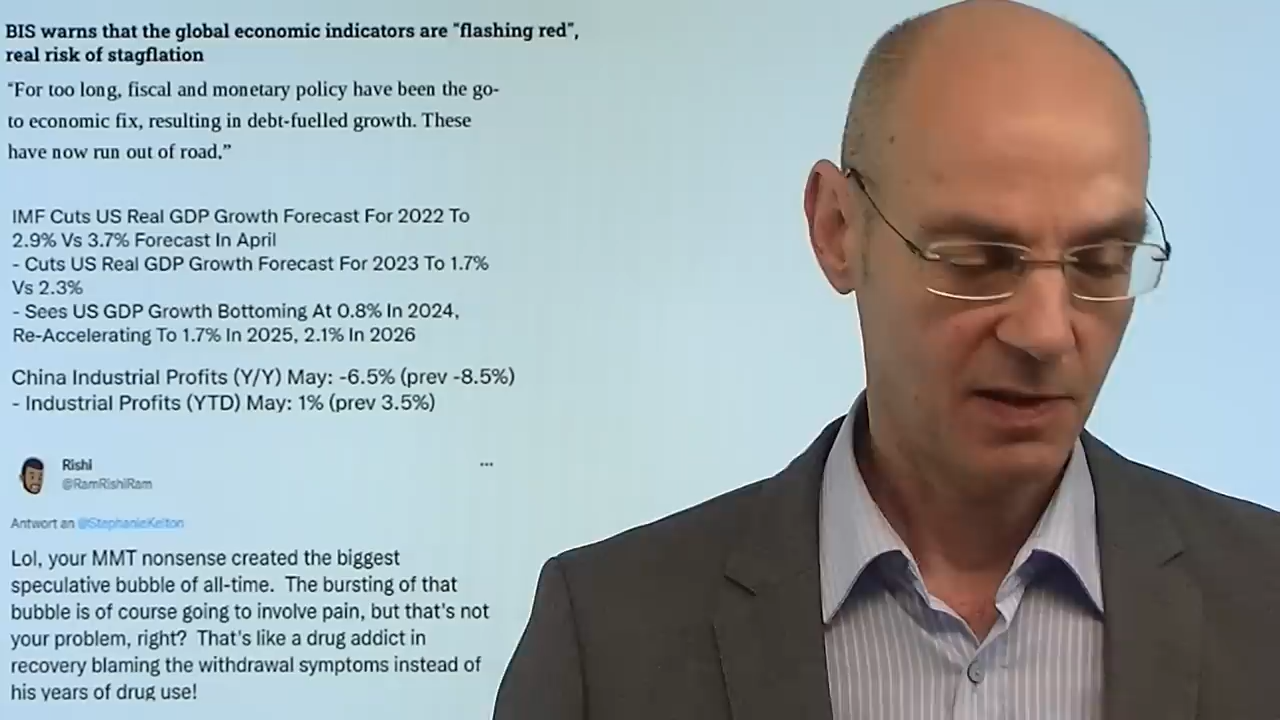 BIS warns that the global economic indicators are "flashing red",
real risk of stagflation
“For too long, fiscal and monetary policy have been the go-
to economic fix, resulting in debt-fuelled growth. These
have now run out of road.”
IMF Cuts US Real GDP Growth Forecast For 2022 To
2.9% Vs 3.7% Forecast In April
- Cuts US Real GDP Growth Forecast For 2023 To 1.7%
Vs 2.3%
- Sees US GDP Growth Bottoming At 0.8% In 2024,
Re-Accelerating To 1.7% In 2025, 2.1% In 2026
China Industrial Profits (Y/Y) May: -6.5% (prev -8.5%)
- Industrial Profits (YTD) May: 1% (prev 3.5%)
Rishi
...
@RamRishiRam
Antwort an @StephanieKelton
Lol, your MMT nonsense created the biggest
speculative bubble of all-time. The bursting of that
bubble is of course going to involve pain, but that's not
your problem, right? That's like a drug addict in
recovery blaming the withdrawal symptoms instead of
his years of drug use!